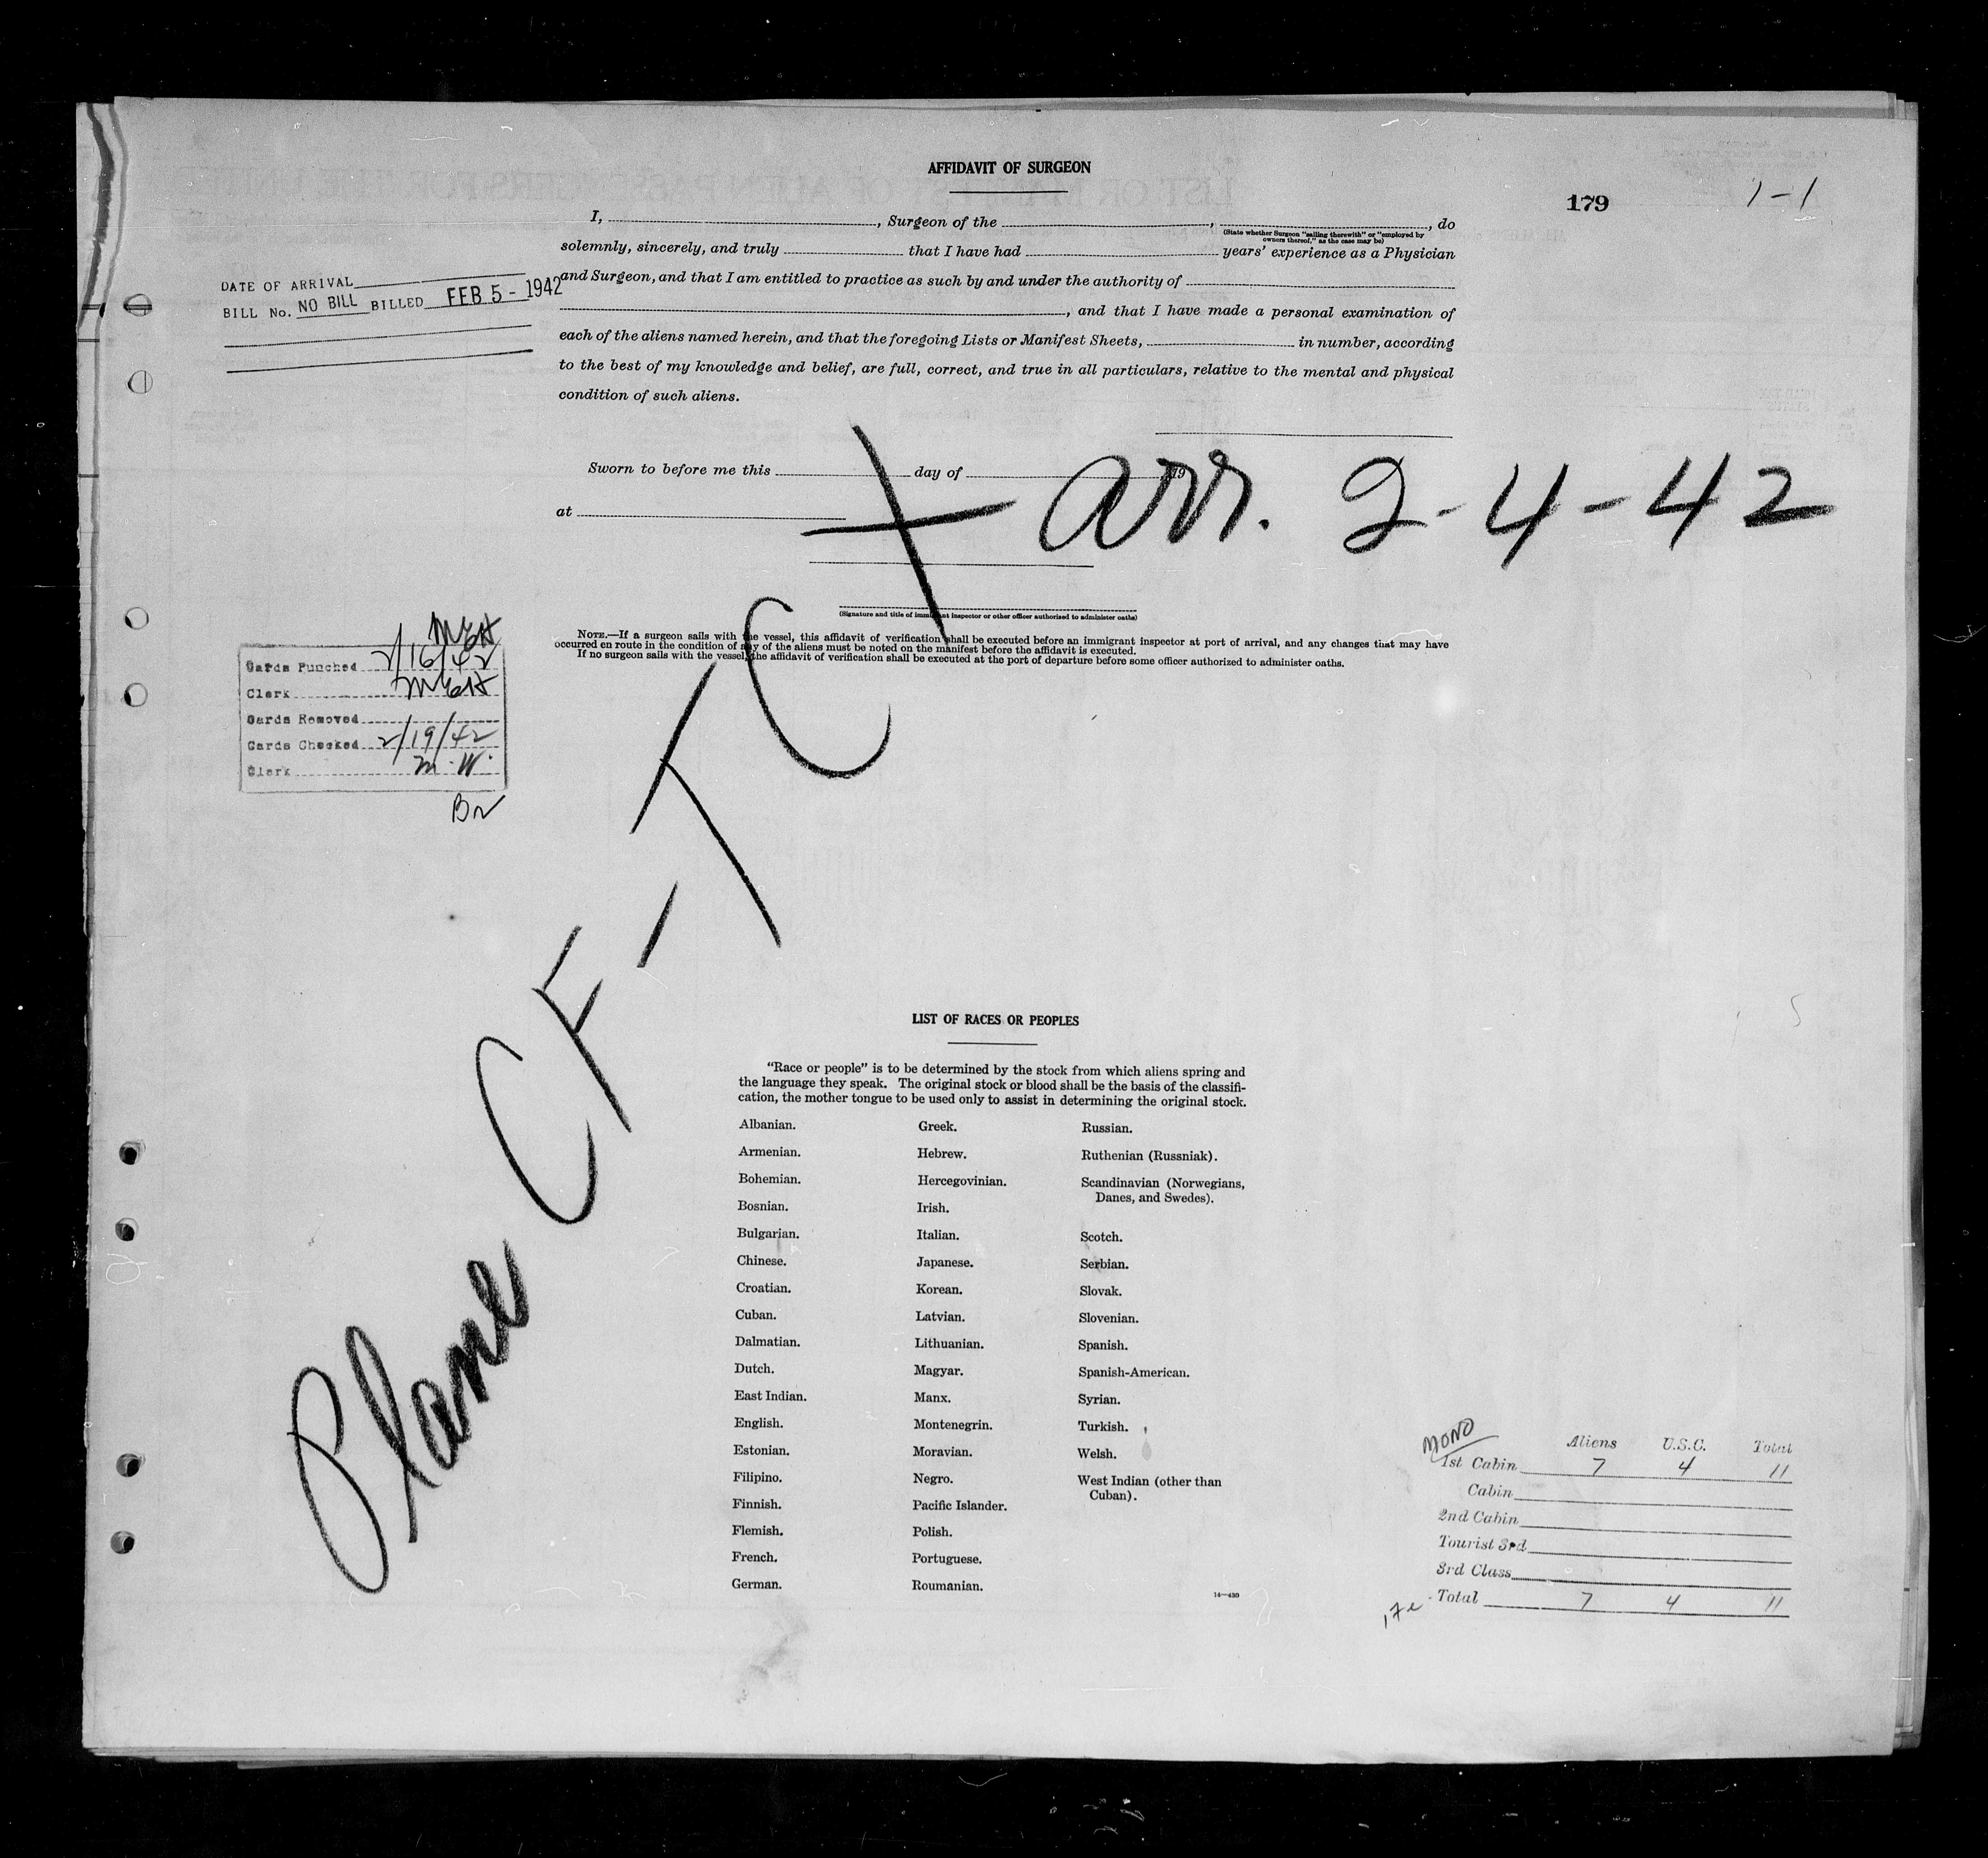 AFFIDAVIT OF SURGEON
179
1-1
I, , Surgeon of the , , do
(State whether Surgeon "sailing therewith" or "employed by
owners thereof," as the case may be)
solemnly, sincerely, and truly that I have had years' experience as a Physician
and Surgeon, and that I am entitled to practice as such by and under the authority of
, and that I have made a personal examination of
each of the aliens named herein, and that the foregoing Lists or Manifest Sheets, in number, according
to the best of my knowledge and belief, are full, correct, and true in all particulars, relative to the mental and physical
condition of such aliens.
DATE OF ARRIVAL
BILL No. NO BILL BILLED FEB 5 - 1942
Sworn to before me this day of 19
at
arr. 2-4-42
(Signature and title of immigrant inspector or other officer authorized to administer oaths)
NOTE.—If a surgeon sails with the vessel, this affidavit of verification shall be executed before an immigrant inspector at port of arrival, and any changes that may have
occurred en route in the condition of any of the aliens must be noted on the manifest before the affidavit is executed.
If no surgeon sails with the vessel, the affidavit of verification shall be executed at the port of departure before some officer authorized to administer oaths.
Cards Punched 2/16/42
Clerk
Cards Removed
Cards Checked 2/19/42
Clerk M.W.
Plane CF-TCX
LIST OF RACES OR PEOPLES
"Race or people" is to be determined by the stock from which aliens spring and
the language they speak. The original stock or blood shall be the basis of the classifi-
cation, the mother tongue to be used only to assist in determining the original stock.
Albanian.
Armenian.
Bohemian.
Bosnian.
Bulgarian.
Chinese.
Croatian.
Cuban.
Dalmatian.
Dutch.
East Indian.
English.
Estonian.
Filipino.
Finnish.
Flemish.
French.
German.
Greek.
Hebrew.
Hercegovinian.
Irish.
Italian.
Japanese.
Korean.
Latvian.
Lithuanian.
Magyar.
Manx.
Montenegrin.
Moravian.
Negro.
Pacific Islander.
Polish.
Portuguese.
Roumanian.
Russian.
Ruthenian (Russniak).
Scandinavian (Norwegians,
Danes, and Swedes).
Scotch.
Serbian.
Slovak.
Slovenian.
Spanish.
Spanish-American.
Syrian.
Turkish.
Welsh.
West Indian (other than
Cuban).
14—430
MONO
Aliens U.S.C. Total
1st Cabin 7 4 11
Cabin
2nd Cabin
Tourist 3rd
3rd Class
Total 7 4 11